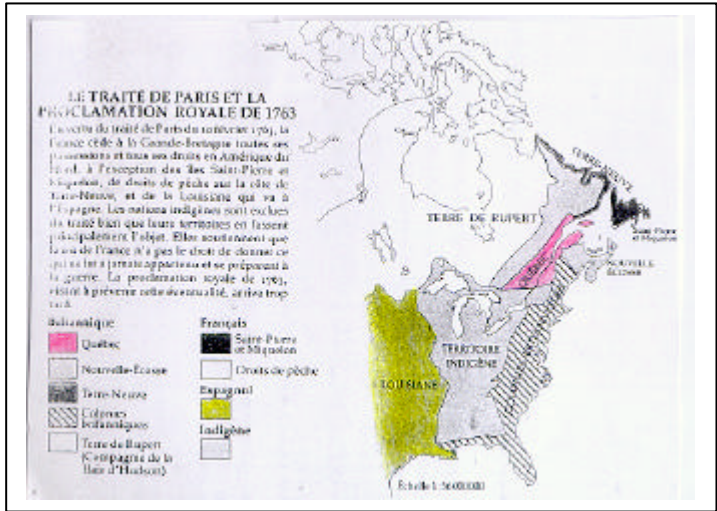 LE TRAITÉ DE PARIS ET LA
PROCLAMATION ROYALE DE 1763
En vertu du traité de Paris du 10 février 1763, la
France cède à la Grande-Bretagne toutes ses
possessions et tous ses droits en Amérique du
Nord, à l'exception des îles Saint-Pierre et
Miquelon, de droits de pêche sur la côte de
Terre-Neuve, et de la Louisiane qui va à
l'Espagne. Les nations indigènes sont exclues
du traité bien que leurs territoires en fassent
principalement l'objet. Elles soutiennent que
le roi de France n'a pas le droit de donner ce
qui ne lui a jamais appartenu et se préparent à
la guerre. La proclamation royale de 1763,
visant à prévenir cette éventualité, arrive trop
tard.
Britannique
Québec
Nouvelle-Écosse
Terre-Neuve
Colonies
britanniques
Terre de Rupert
(Compagnie de la
Baie d'Hudson)
Français
Saint-Pierre
et Miquelon
Droits de pêche
Espagnol
Indigène
TERRE-NEUVE
TERRE DE RUPERT
Saint-Pierre
et Miquelon
QUÉBEC
NOUVELLE
ÉCOSSE
TERRITOIRE
INDIGÈNE
LOUISIANE
Échelle 1: